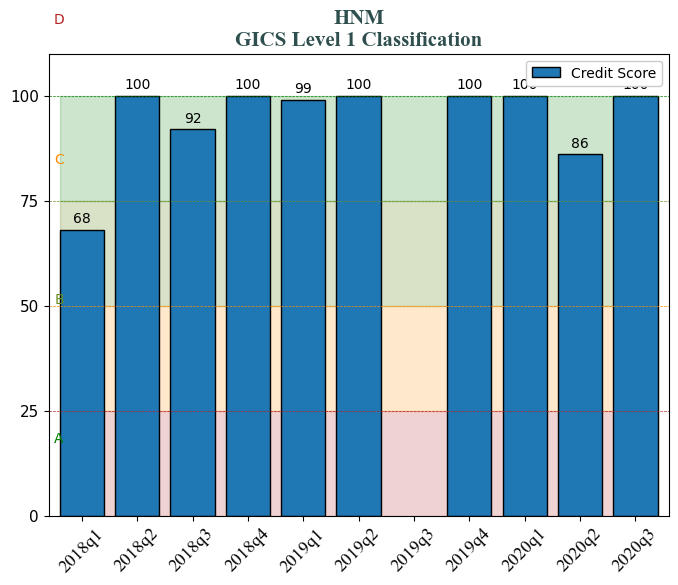 D
HNM
GICS Level 1 Classification
Credit Score
100
75
50
25
0
C
B
A
68
100
92
100
99
100
100
100
86
100
2018q1
2018q2
2018q3
2018q4
2019q1
2019q2
2019q3
2019q4
2020q1
2020q2
2020q3